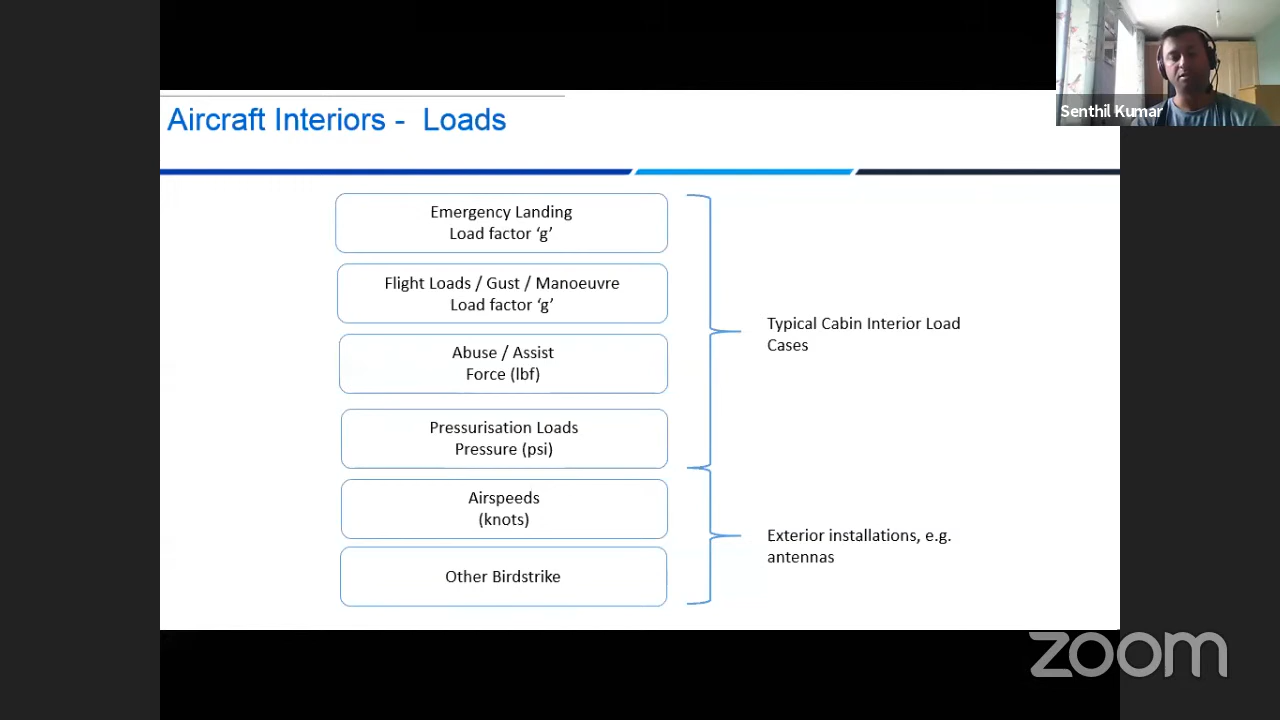 Senthil Kumar
Aircraft Interiors -  Loads
Emergency Landing
Load factor ‘g’
Flight Loads / Gust / Manoeuvre
Load factor ‘g’
Abuse / Assist
Force (lbf)
Pressurisation Loads
Pressure (psi)
Airspeeds
(knots)
Other Birdstrike
Typical Cabin Interior Load
Cases
Exterior installations, e.g.
antennas
zoom